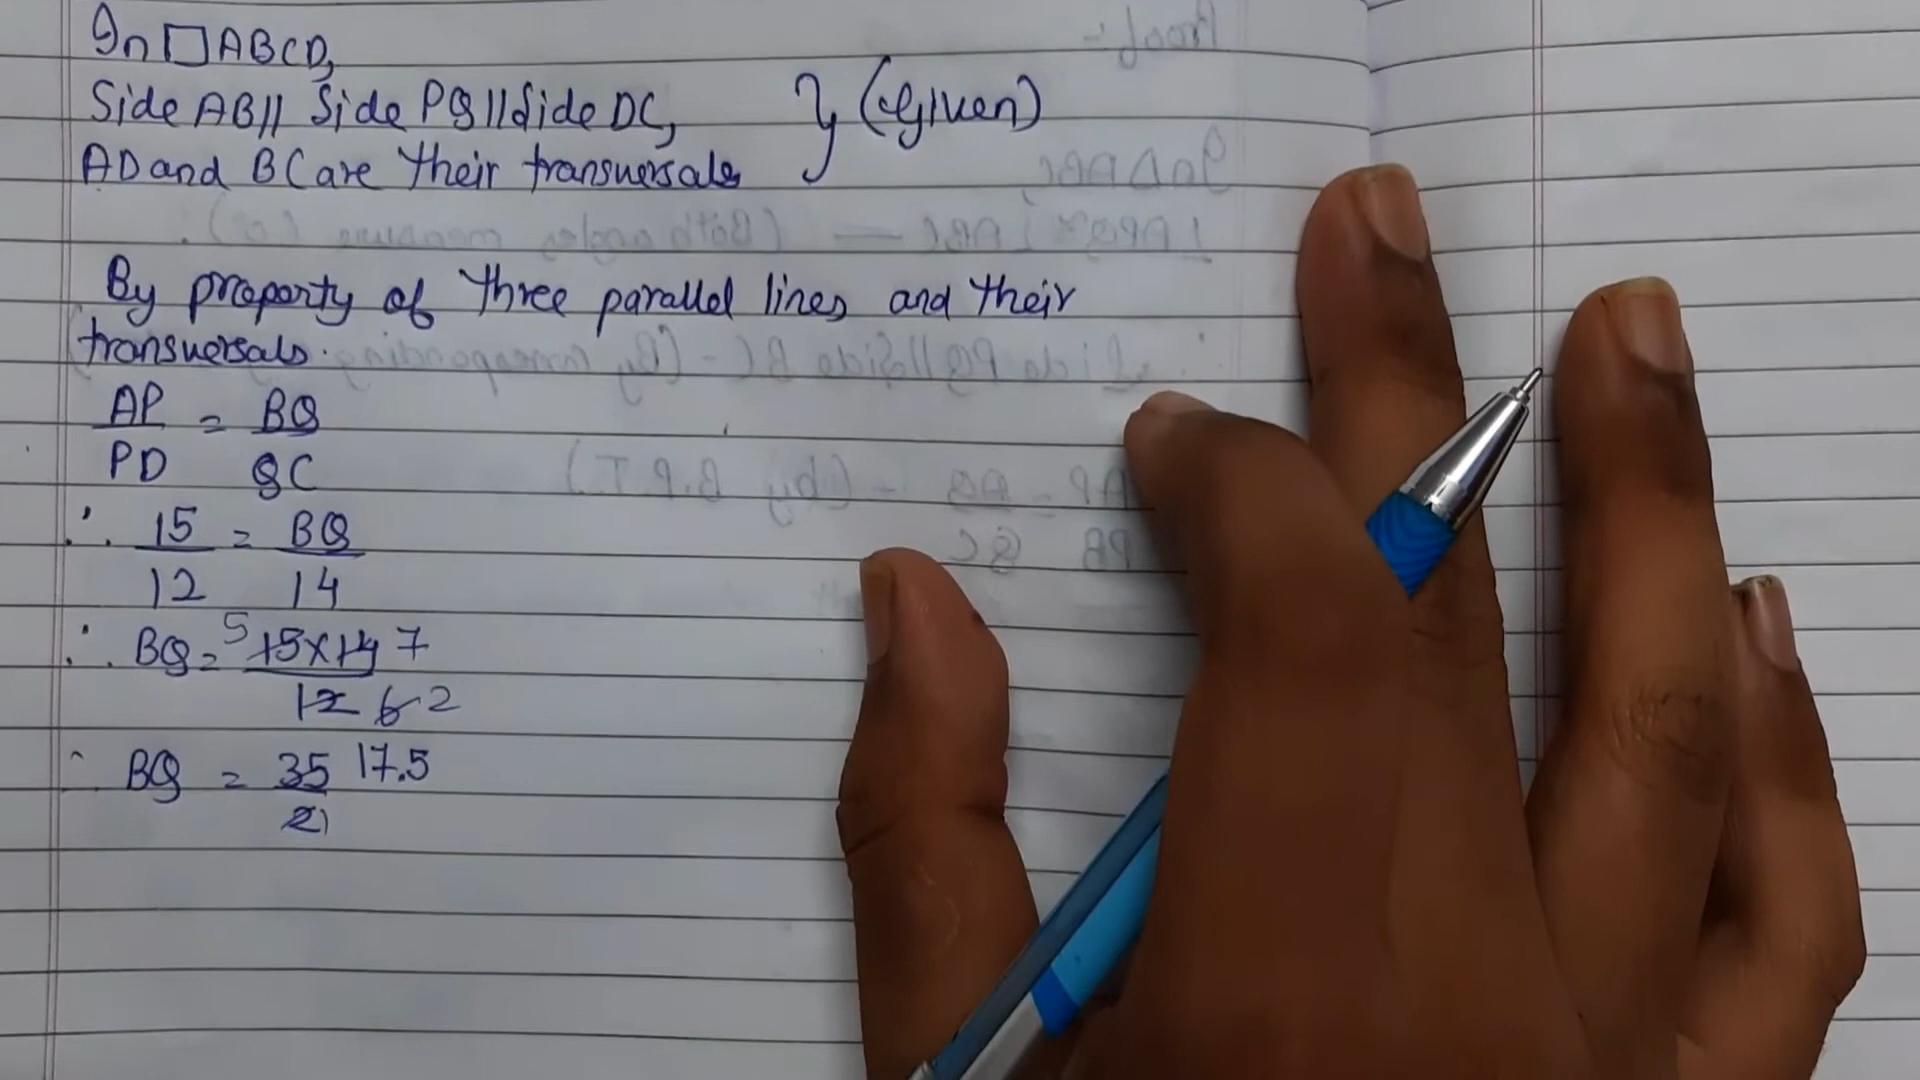 In □ABCD,
Side AB || Side PQ || Side DC, } (Given)
AD and BC are their transversals
By property of three parallel lines and their
transversals.
AP/PD = BQ/QC
∴ 15/12 = BQ/14
∴ BQ = 5 15×14 7 / 12 6 2
∴ BQ = 35/2 17.5